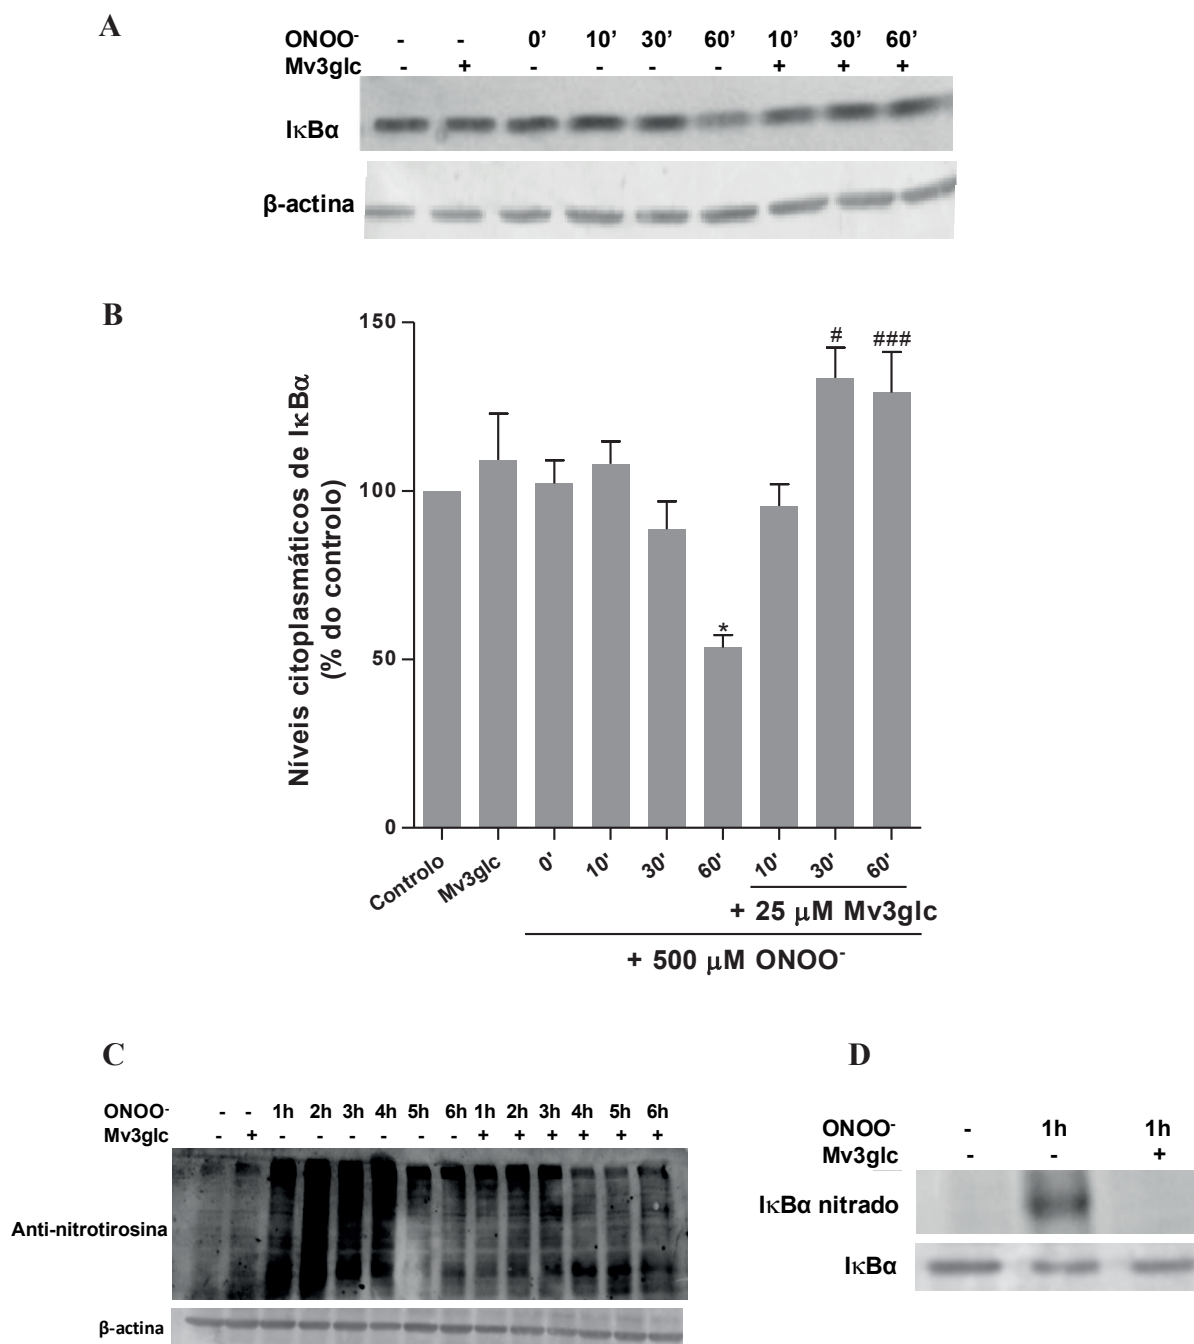 A
ONOO⁻ - - 0’ 10’ 30’ 60’ 10’ 30’ 60’
Mv3glc - + - - - - + + +
IκBα
β-actina
B
Níveis citoplasmáticos de IκBα
(% do controlo)
150
100
50
0
# ###
*
Controlo Mv3glc 0' 10' 30' 60' 10' 30' 60'
+ 25 μM Mv3glc
+ 500 μM ONOO⁻
C
ONOO⁻ - - 1h 2h 3h 4h 5h 6h 1h 2h 3h 4h 5h 6h
Mv3glc - + - - - - - - + + + + + +
Anti-nitrotirosina
β-actina
D
ONOO⁻ - 1h 1h
Mv3glc - - +
IκBα nitrado
IκBα